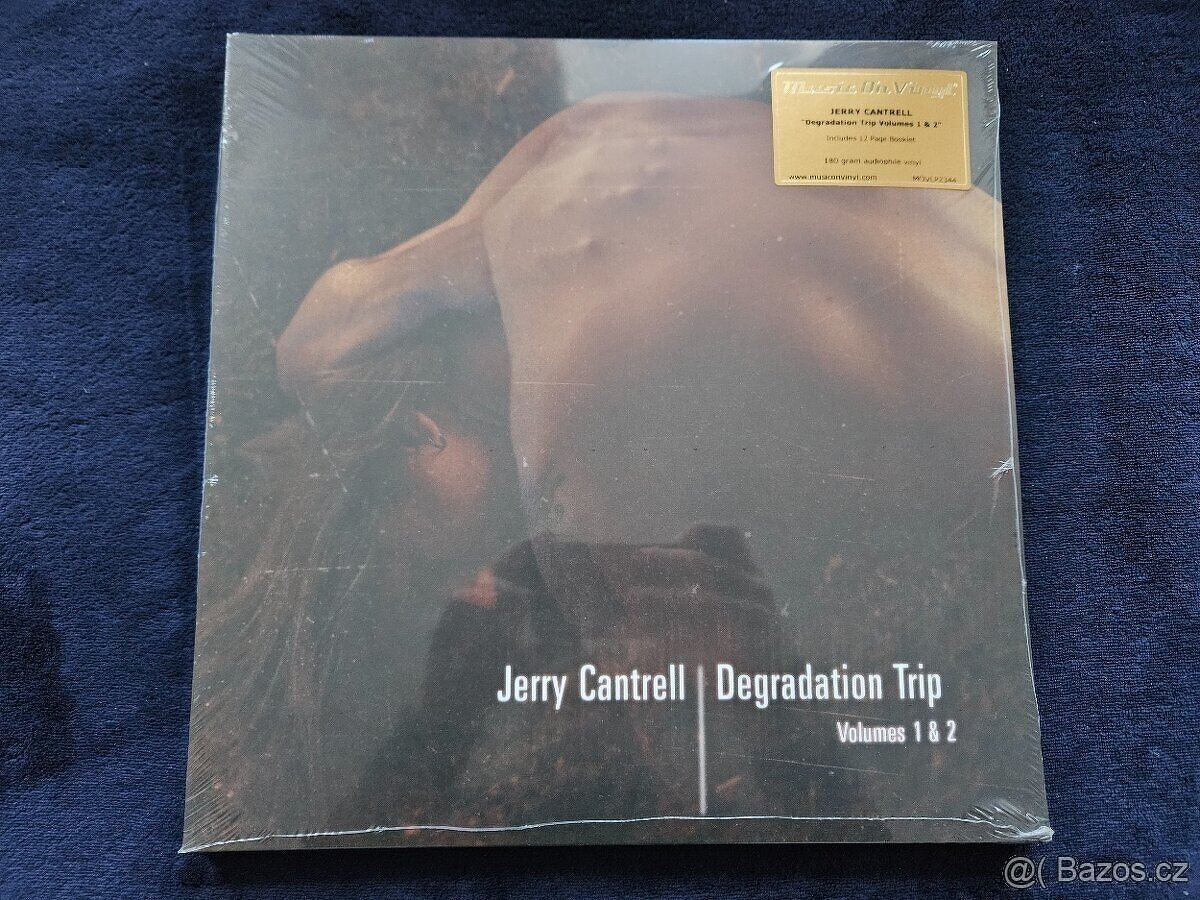 Music On Vinyl
JERRY CANTRELL
"Degradation Trip Volumes 1 & 2"
Includes 12 Page Booklet
180 gram audiophile vinyl
www.musiconvinyl.com MOVLP2344
Jerry Cantrell | Degradation Trip
Volumes 1 & 2
@( Bazos.cz